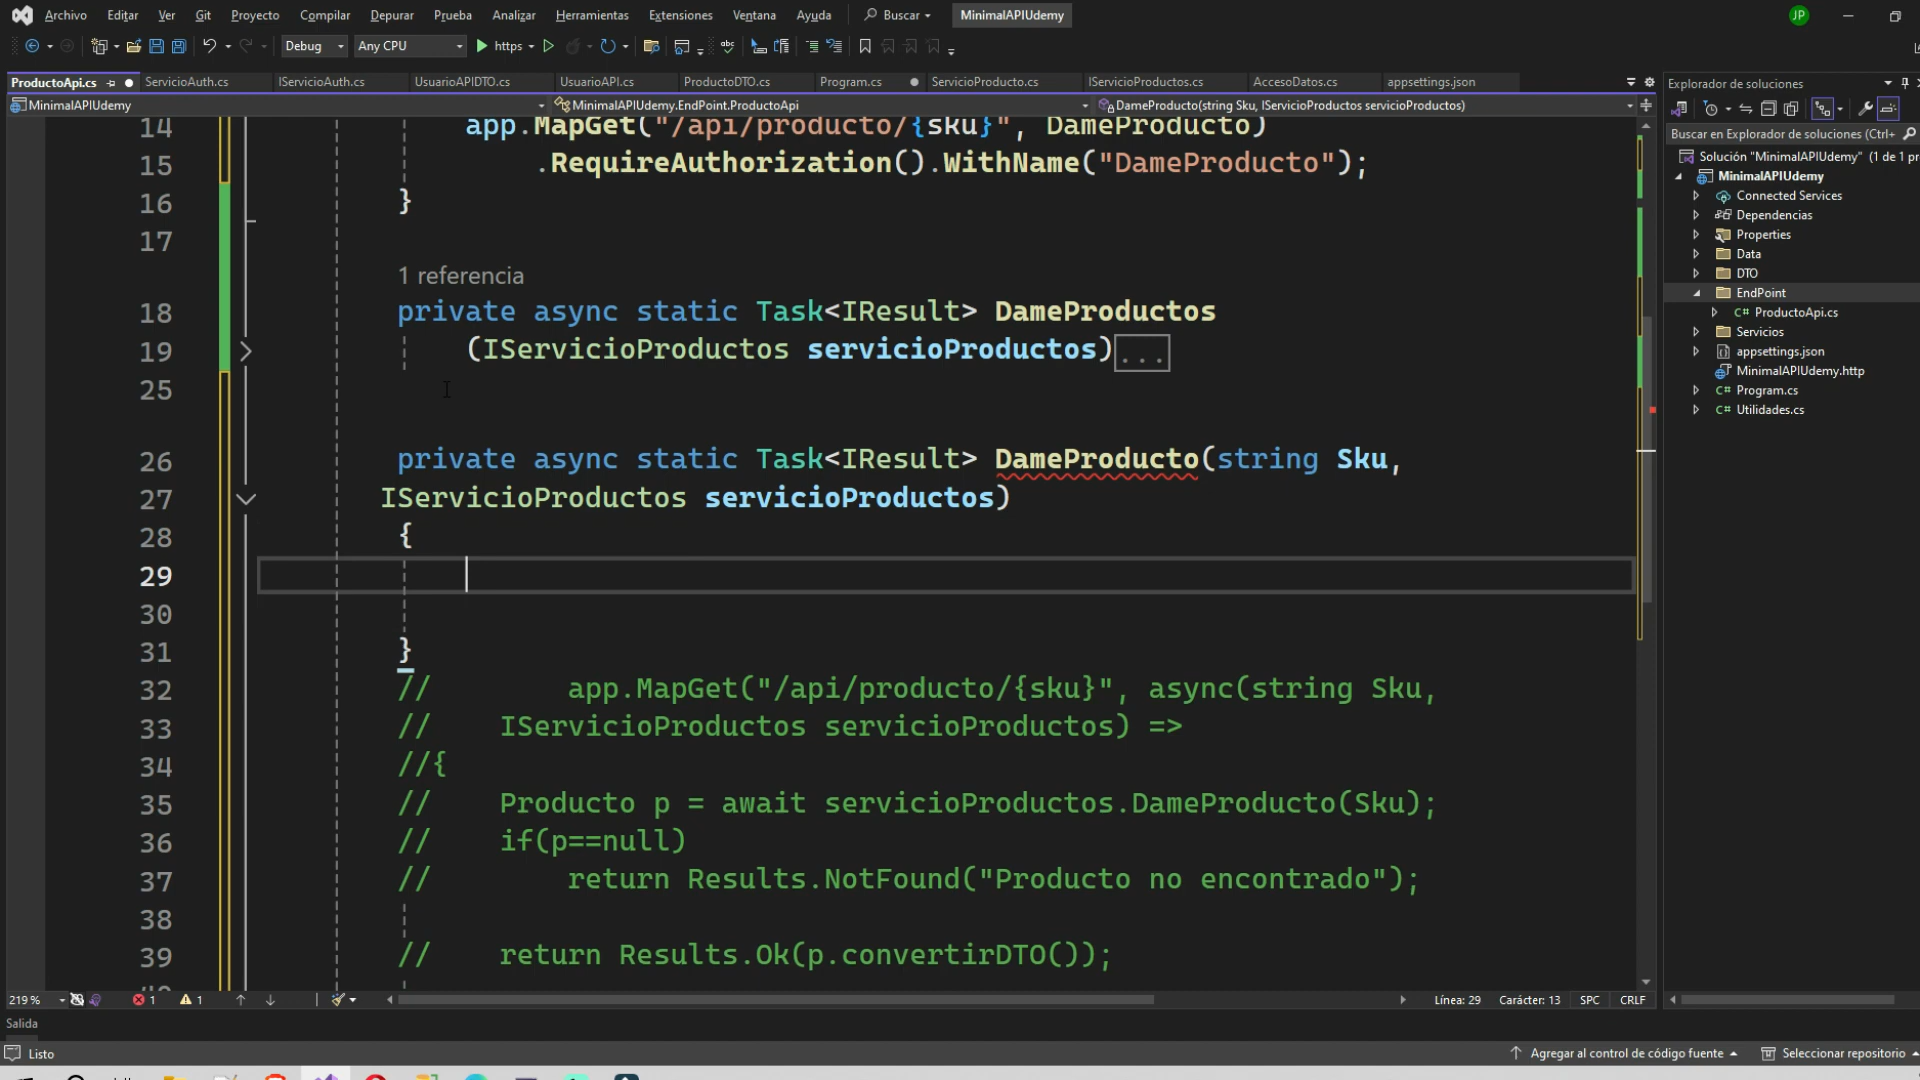 Archivo Editar Ver Git Proyecto Compilar Depurar Prueba Analizar Herramientas Extensiones Ventana Ayuda Buscar MinimalAPIUdemy JP
Debug Any CPU https
ProductoApi.cs ServicioAuth.cs IServicioAuth.cs UsuarioAPIDTO.cs UsuarioAPI.cs ProductoDTO.cs Program.cs ServicioProducto.cs IServicioProductos.cs AccesoDatos.cs appsettings.json
MinimalAPIUdemy MinimalAPIUdemy.EndPoint.ProductoApi DameProducto(string Sku, IServicioProductos servicioProductos)
14 app.MapGet("/api/producto/{sku}", DameProducto)
15 .RequireAuthorization().WithName("DameProducto");
16 }
17
1 referencia
18 private async static Task<IResult> DameProductos
19 (IServicioProductos servicioProductos)...
25
26 private async static Task<IResult> DameProducto(string Sku,
27 IServicioProductos servicioProductos)
28 {
29
30
31 }
32 // app.MapGet("/api/producto/{sku}", async(string Sku,
33 // IServicioProductos servicioProductos) =>
34 //{
35 // Producto p = await servicioProductos.DameProducto(Sku);
36 // if(p==null)
37 // return Results.NotFound("Producto no encontrado");
38
39 // return Results.Ok(p.convertirDTO());
219 % 1 1 Línea: 29 Carácter: 13 SPC CRLF
Salida
Listo Agregar al control de código fuente Seleccionar repositorio
Explorador de soluciones
Buscar en Explorador de soluciones (Ctrl+
Solución "MinimalAPIUdemy" (1 de 1 pr
MinimalAPIUdemy
Connected Services
Dependencias
Properties
Data
DTO
EndPoint
C# ProductoApi.cs
Servicios
appsettings.json
MinimalAPIUdemy.http
C# Program.cs
C# Utilidades.cs